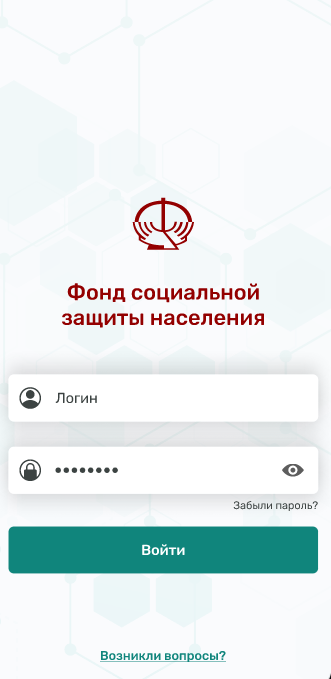 Фонд социальной
защиты населения
Логин
••••••••
Забыли пароль?
Войти
Возникли вопросы?